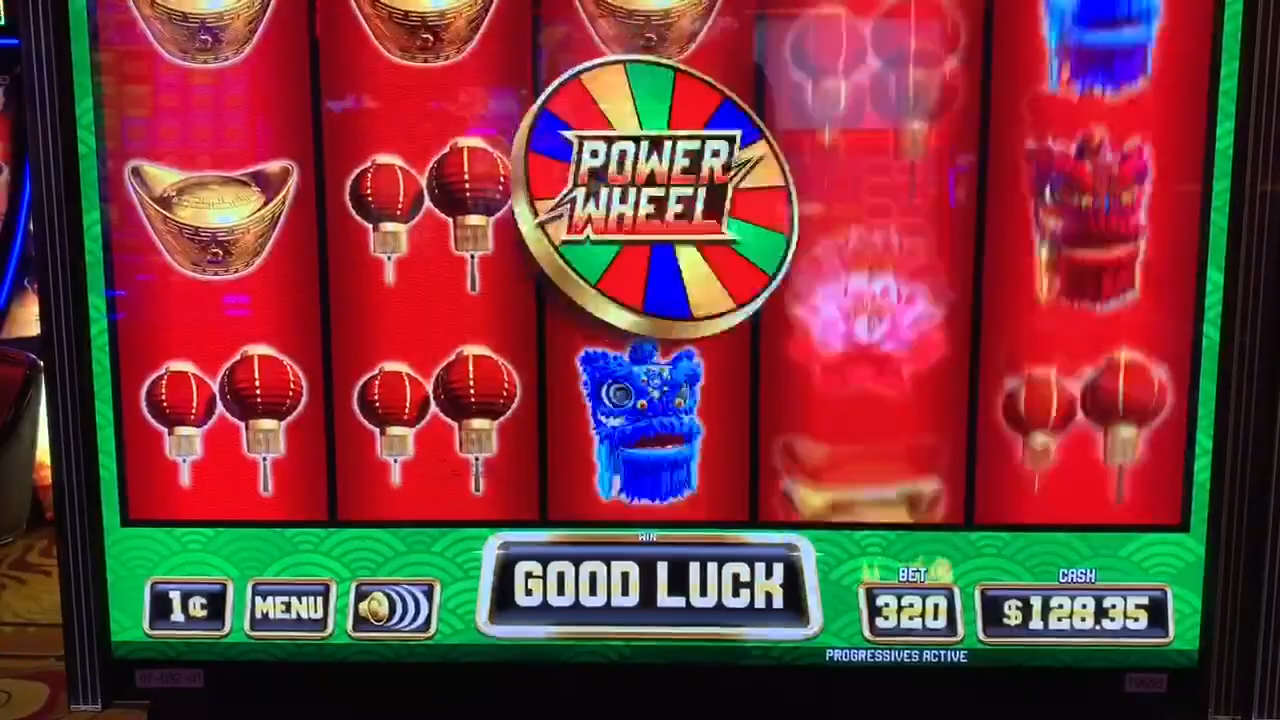 POWER
WHEEL
WIN
GOOD LUCK
1¢
MENU
BET
320
CASH
$128.35
PROGRESSIVES ACTIVE